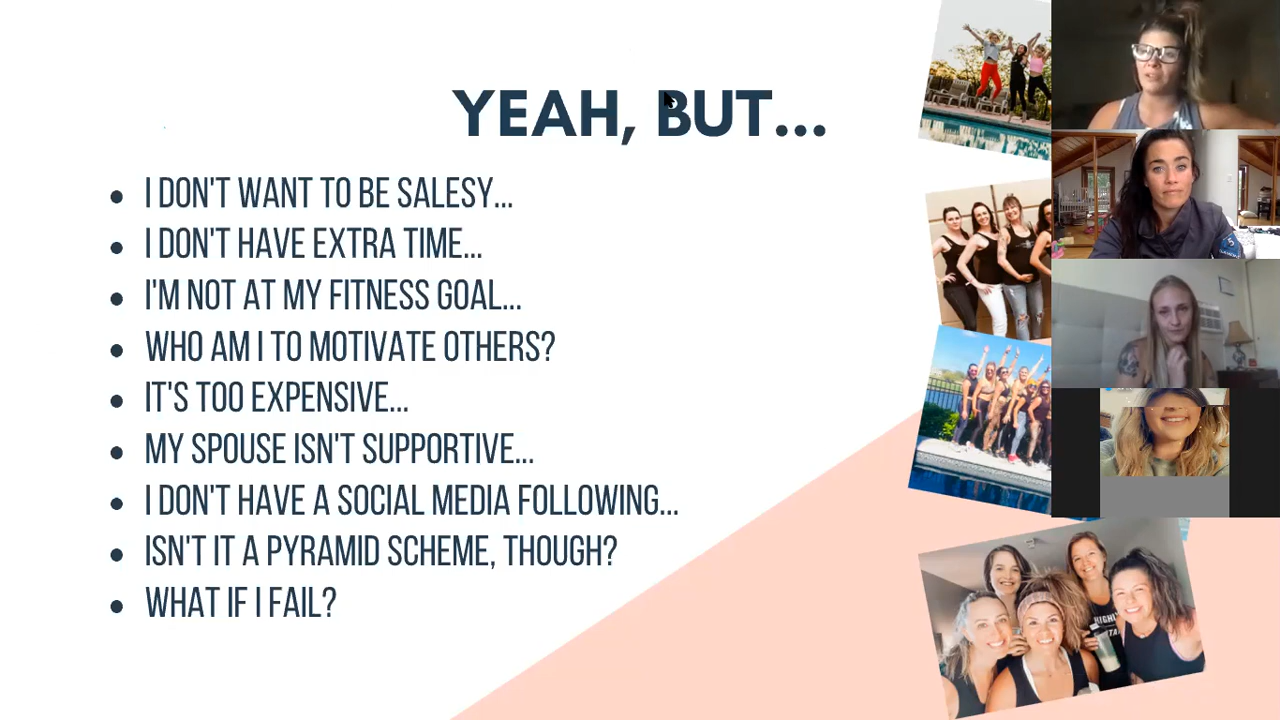 YEAH, BUT...
I DON'T WANT TO BE SALESY...
I DON'T HAVE EXTRA TIME...
I'M NOT AT MY FITNESS GOAL...
WHO AM I TO MOTIVATE OTHERS?
IT'S TOO EXPENSIVE...
MY SPOUSE ISN'T SUPPORTIVE...
I DON'T HAVE A SOCIAL MEDIA FOLLOWING...
ISN'T IT A PYRAMID SCHEME, THOUGH?
WHAT IF I FAIL?